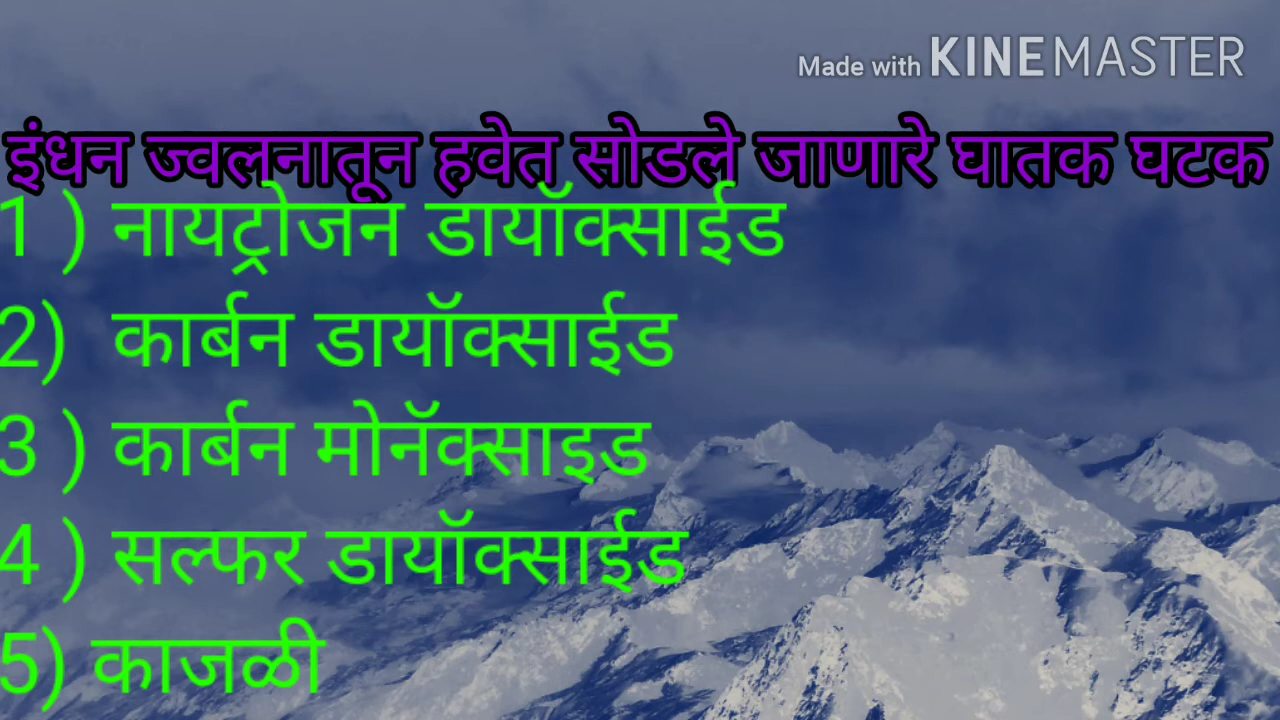 Made with KINEMASTER
इंधन ज्वलनातून हवेत सोडले जाणारे घातक घटक
1 ) नायट्रोजन डायॉक्साईड
2) कार्बन डायॉक्साईड
3 ) कार्बन मोनॅक्साइड
4 ) सल्फर डायॉक्साईड
5) काजळी